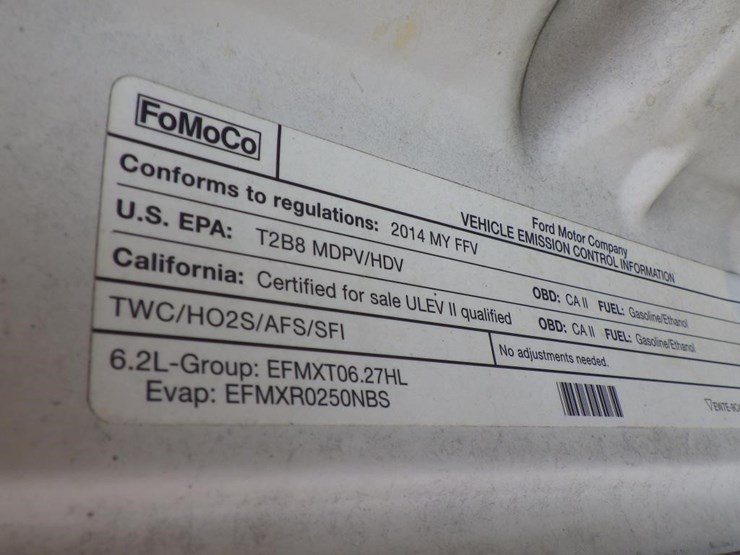 FoMoCo
Ford Motor Company
VEHICLE EMISSION CONTROL INFORMATION
Conforms to regulations: 2014 MY FFV
U.S. EPA: T2B8 MDPV/HDV OBD: CA II FUEL: Gasoline/Ethanol
California: Certified for sale ULEV II qualified OBD: CA II FUEL: Gasoline/Ethanol
TWC/HO2S/AFS/SFI No adjustments needed.
6.2L-Group: EFMXT06.27HL
Evap: EFMXR0250NBS